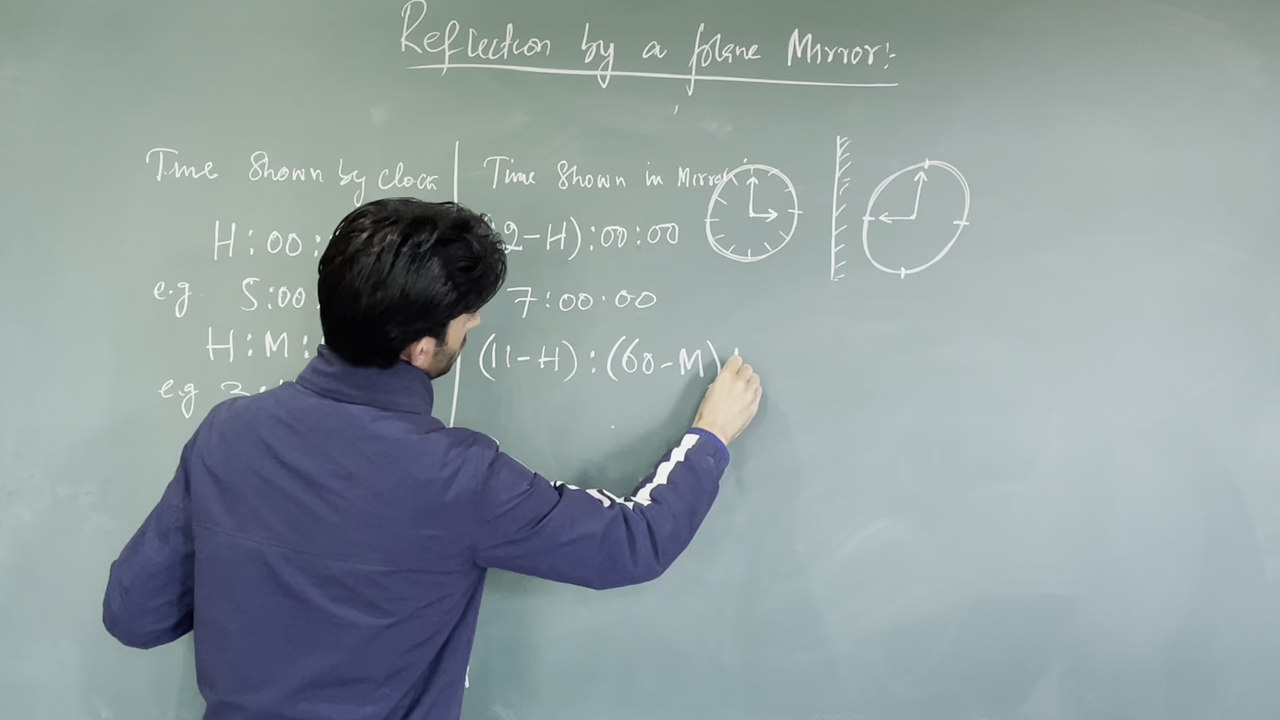 Reflection by a plane Mirror:-
Time Shown by clock
Time Shown in Mirror
H:00:
2-H):00:00
e.g 5:00
7:00:00
H:M:
(11-H):(60-M):
e.g